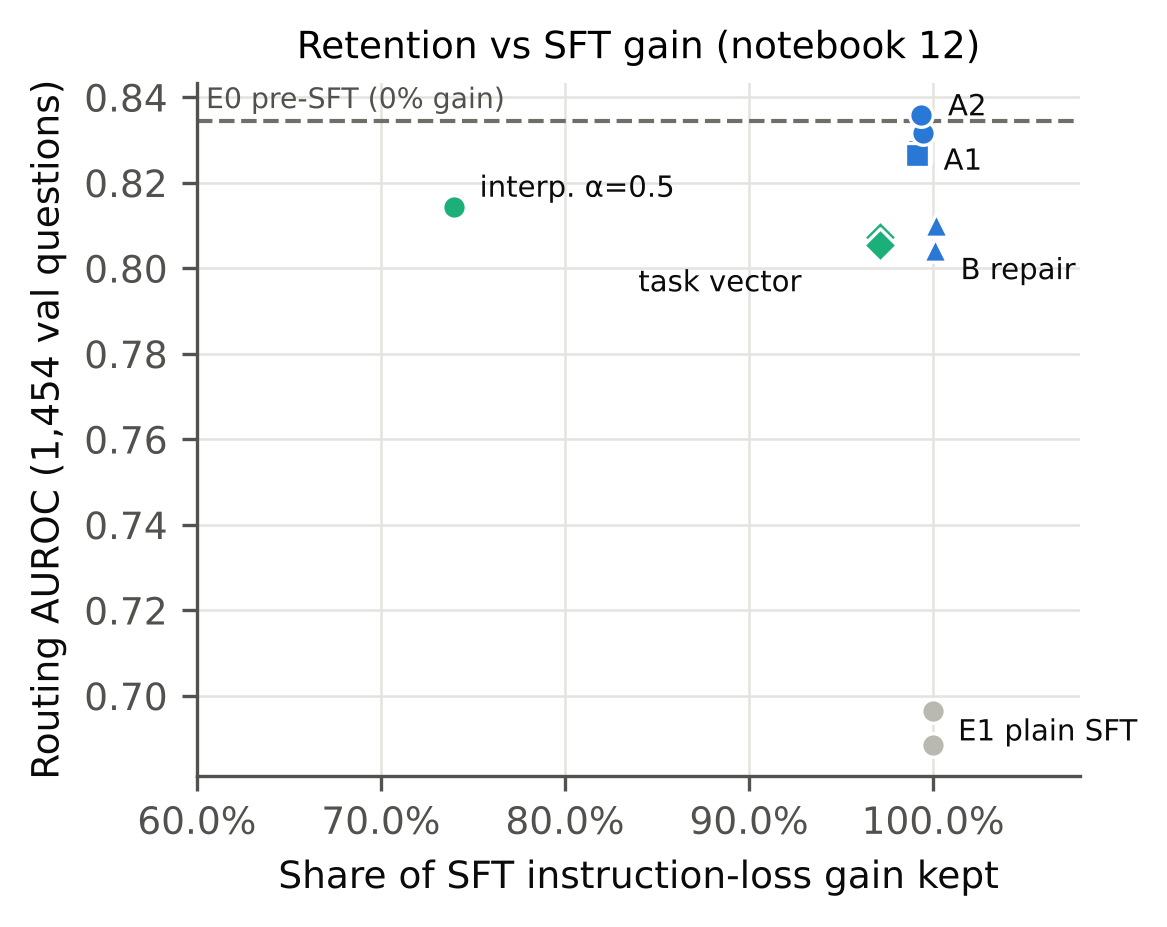 Retention vs SFT gain (notebook 12)
Routing AUROC (1,454 val questions)
0.84
0.82
0.80
0.78
0.76
0.74
0.72
0.70
E0 pre-SFT (0% gain)
A2
A1
interp. α=0.5
task vector
B repair
E1 plain SFT
60.0%
70.0%
80.0%
90.0%
100.0%
Share of SFT instruction-loss gain kept